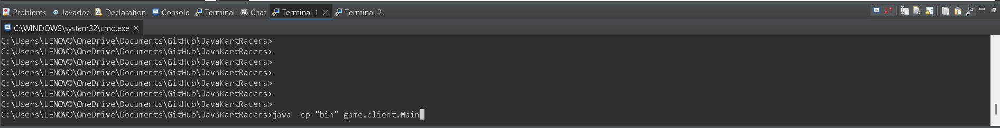 Problems Javadoc Declaration Console Terminal Chat Terminal 1 Terminal 2
C:\WINDOWS\system32\cmd.exe
C:\Users\LENOVO\OneDrive\Documents\GitHub\JavaKartRacers>
C:\Users\LENOVO\OneDrive\Documents\GitHub\JavaKartRacers>
C:\Users\LENOVO\OneDrive\Documents\GitHub\JavaKartRacers>
C:\Users\LENOVO\OneDrive\Documents\GitHub\JavaKartRacers>
C:\Users\LENOVO\OneDrive\Documents\GitHub\JavaKartRacers>
C:\Users\LENOVO\OneDrive\Documents\GitHub\JavaKartRacers>
C:\Users\LENOVO\OneDrive\Documents\GitHub\JavaKartRacers>
C:\Users\LENOVO\OneDrive\Documents\GitHub\JavaKartRacers>java -cp "bin" game.client.Main